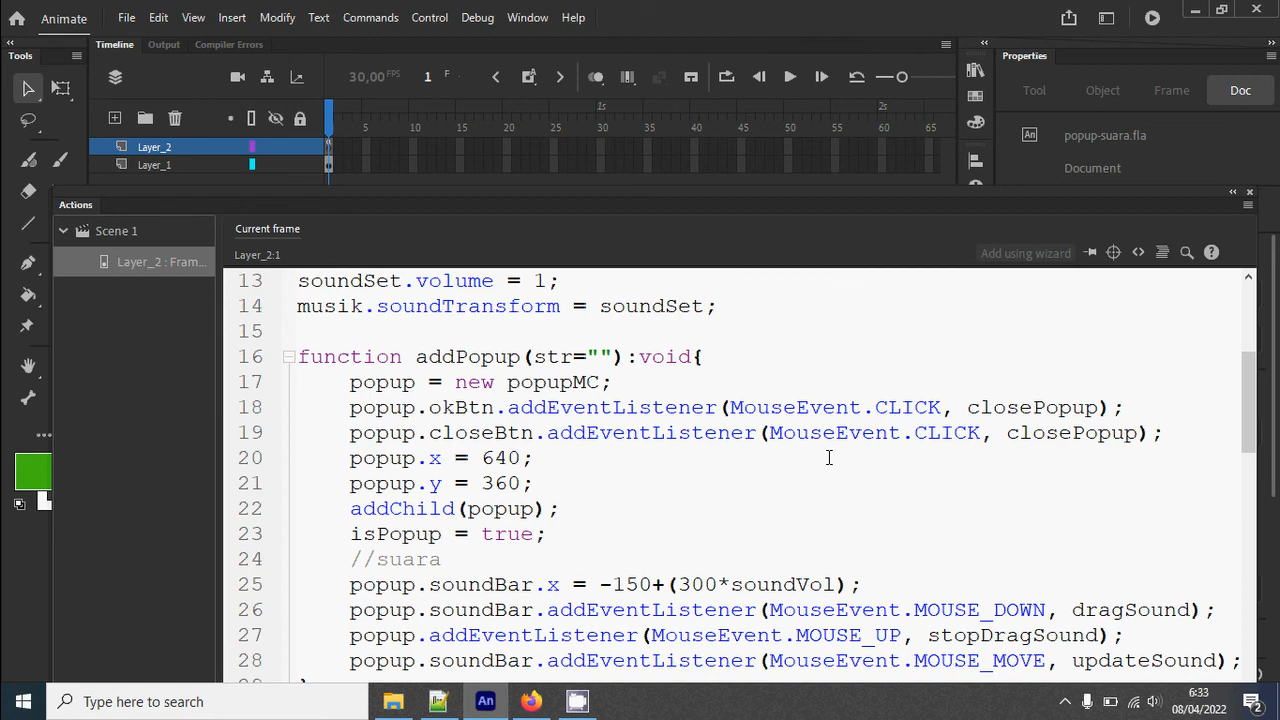 Animate File Edit View Insert Modify Text Commands Control Debug Window Help
Tools Timeline Output Compiler Errors Properties
30,00 FPS 1 F
Tool Object Frame Doc
1s 2s
5 10 15 20 25 30 35 40 45 50 55 60 65
Layer_2
Layer_1
An popup-suara.fla
Document
Actions
Scene 1
Layer_2 : Fram...
Current frame
Layer_2:1
Add using wizard
13 soundSet.volume = 1;
14 musik.soundTransform = soundSet;
15
16 function addPopup(str=""):void{
17 popup = new popupMC;
18 popup.okBtn.addEventListener(MouseEvent.CLICK, closePopup);
19 popup.closeBtn.addEventListener(MouseEvent.CLICK, closePopup);
20 popup.x = 640;
21 popup.y = 360;
22 addChild(popup);
23 isPopup = true;
24 //suara
25 popup.soundBar.x = -150+(300*soundVol);
26 popup.soundBar.addEventListener(MouseEvent.MOUSE_DOWN, dragSound);
27 popup.addEventListener(MouseEvent.MOUSE_UP, stopDragSound);
28 popup.soundBar.addEventListener(MouseEvent.MOUSE_MOVE, updateSound);
Type here to search
An
6:33
08/04/2022
2